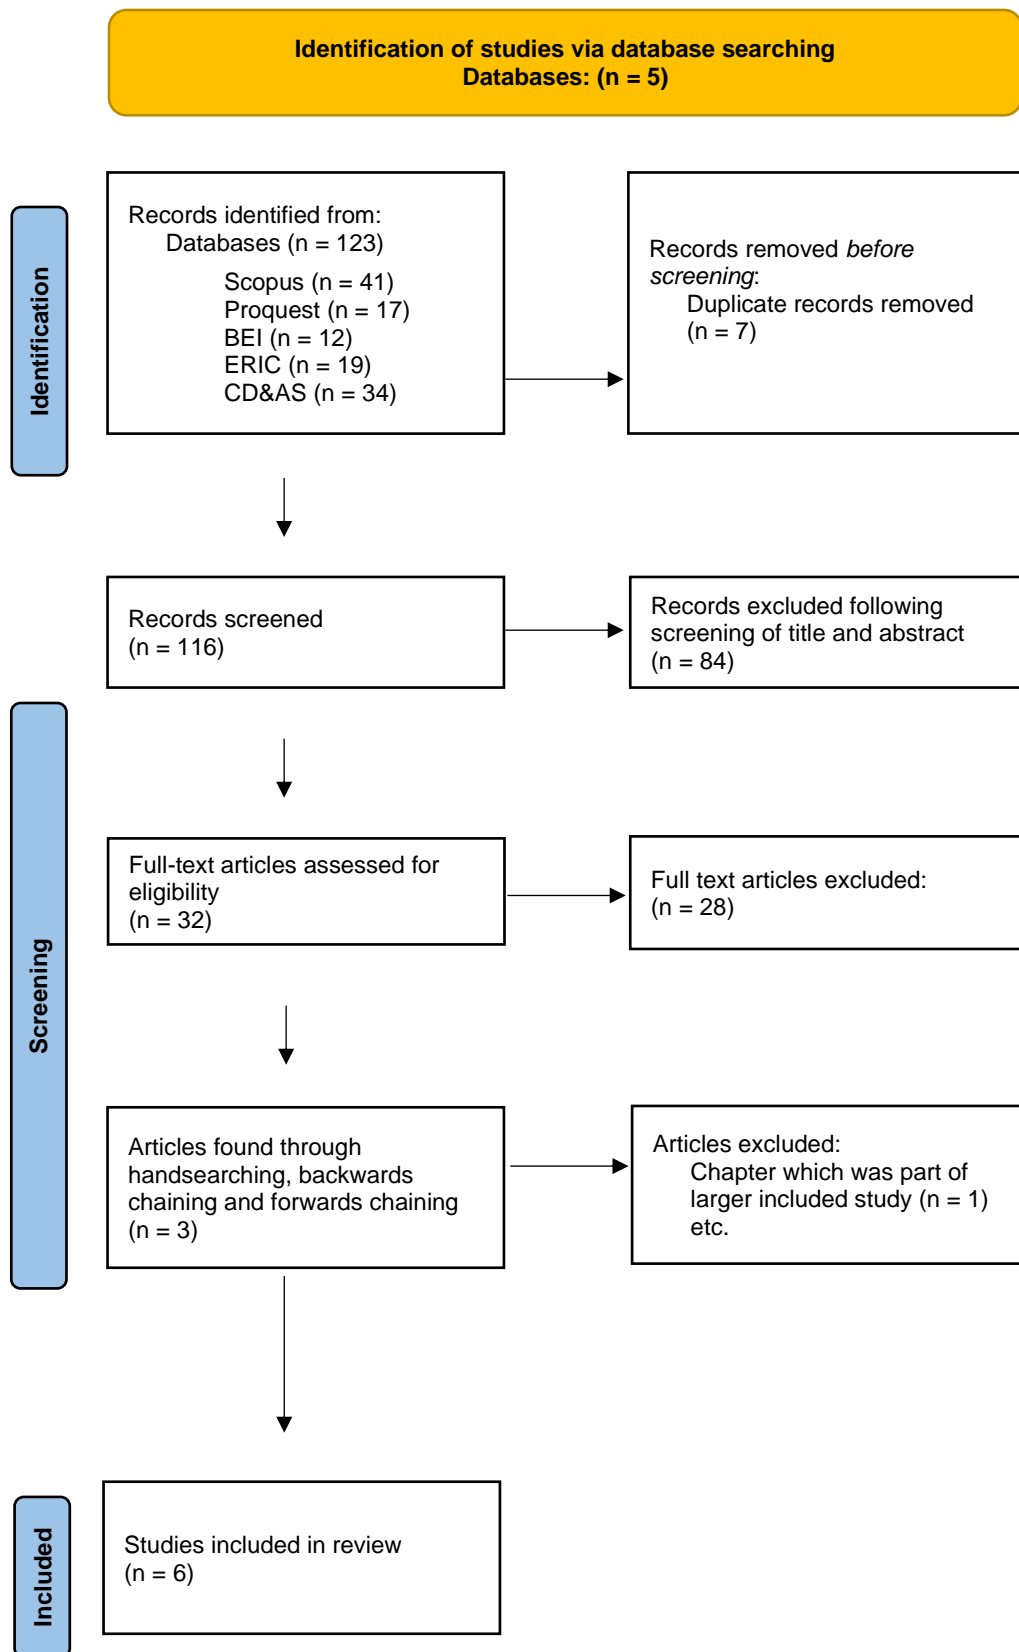 Identification of studies via database searching
Databases: (n = 5)
Identification
Records identified from:
Databases (n = 123)
Scopus (n = 41)
Proquest (n = 17)
BEI (n = 12)
ERIC (n = 19)
CD&AS (n = 34)
Records removed before
screening:
Duplicate records removed
(n = 7)
Records screened
(n = 116)
Records excluded following
screening of title and abstract
(n = 84)
Screening
Full-text articles assessed for
eligibility
(n = 32)
Full text articles excluded:
(n = 28)
Articles found through
handsearching, backwards
chaining and forwards chaining
(n = 3)
Articles excluded:
Chapter which was part of
larger included study (n = 1)
etc.
Included
Studies included in review
(n = 6)